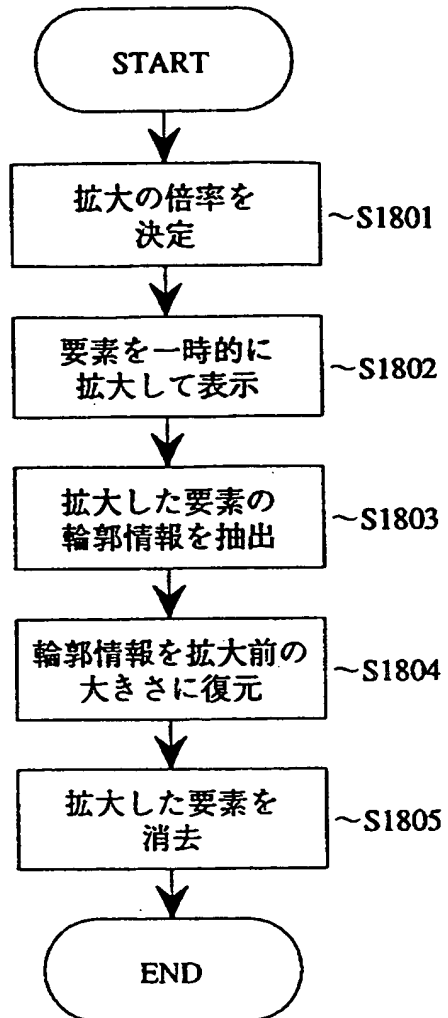 START
拡大の倍率を
決定
~S1801
要素を一時的に
拡大して表示
~S1802
拡大した要素の
輪郭情報を抽出
~S1803
輪郭情報を拡大前の
大きさに復元
~S1804
拡大した要素を
消去
~S1805
END